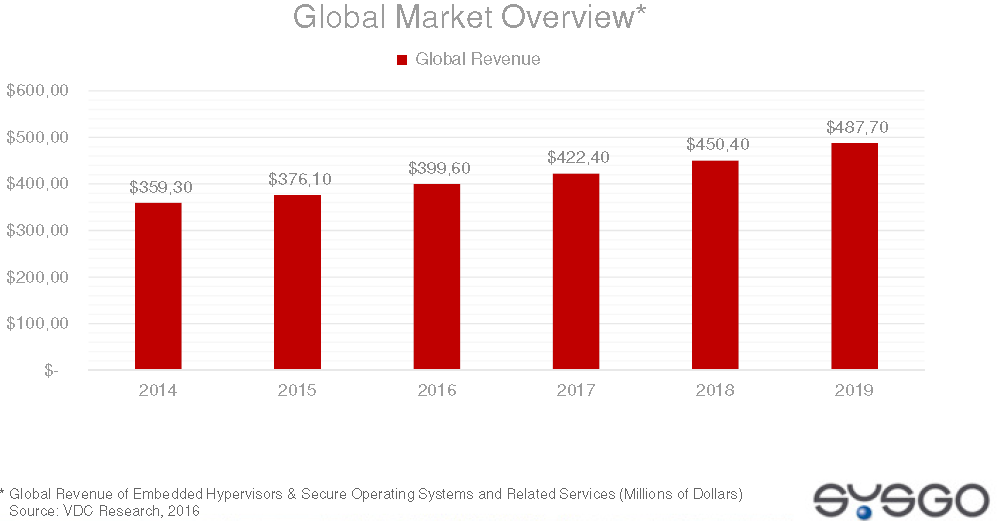 Global Market Overview*
Global Revenue
$600,00
$500,00
$400,00
$300,00
$200,00
$100,00
$-
$359,30
$376,10
$399,60
$422,40
$450,40
$487,70
2014 2015 2016 2017 2018 2019
* Global Revenue of Embedded Hypervisors & Secure Operating Systems and Related Services (Millions of Dollars)
Source: VDC Research, 2016
SYSGO